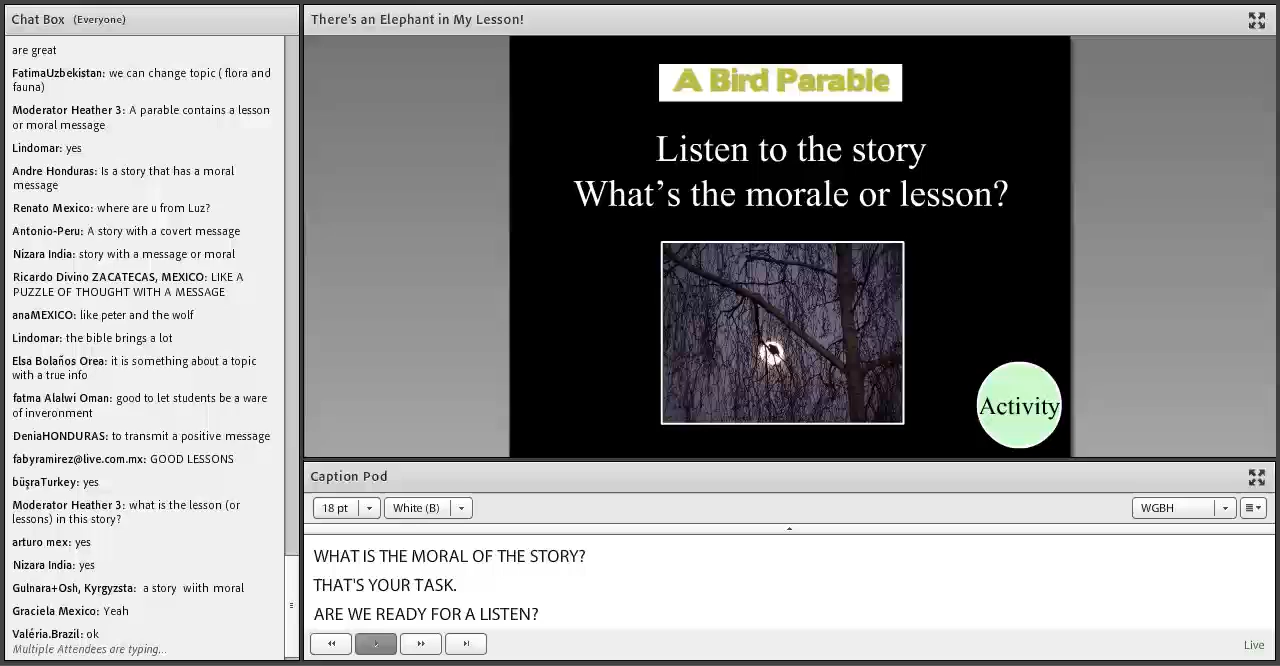 Chat Box (Everyone)
are great
FatimaUzbekistan: we can change topic ( flora and
fauna)
Moderator Heather 3: A parable contains a lesson
or moral message
Lindomar: yes
Andre Honduras: Is a story that has a moral
message
Renato Mexico: where are u from Luz?
Antonio-Peru: A story with a covert message
Nizara India: story with a message or moral
Ricardo Divino ZACATECAS, MEXICO: LIKE A
PUZZLE OF THOUGHT WITH A MESSAGE
anaMEXICO: like peter and the wolf
Lindomar: the bible brings a lot
Elsa Bolaños Orea: it is something about a topic
with a true info
fatma Alalwi Oman: good to let students be a ware
of inveronment
DeniaHONDURAS: to transmit a positive message
fabyramirez@live.com.mx: GOOD LESSONS
büşraTurkey: yes
Moderator Heather 3: what is the lesson (or
lessons) in this story?
arturo mex: yes
Nizara India: yes
Gulnara+Osh, Kyrgyzsta: a story wiith moral
Graciela Mexico: Yeah
Valéria.Brazil: ok
Multiple Attendees are typing...
There's an Elephant in My Lesson!
A Bird Parable
Listen to the story
What's the morale or lesson?
Activity
Caption Pod
18 pt
White (B)
WGBH
WHAT IS THE MORAL OF THE STORY?
THAT'S YOUR TASK.
ARE WE READY FOR A LISTEN?
Live